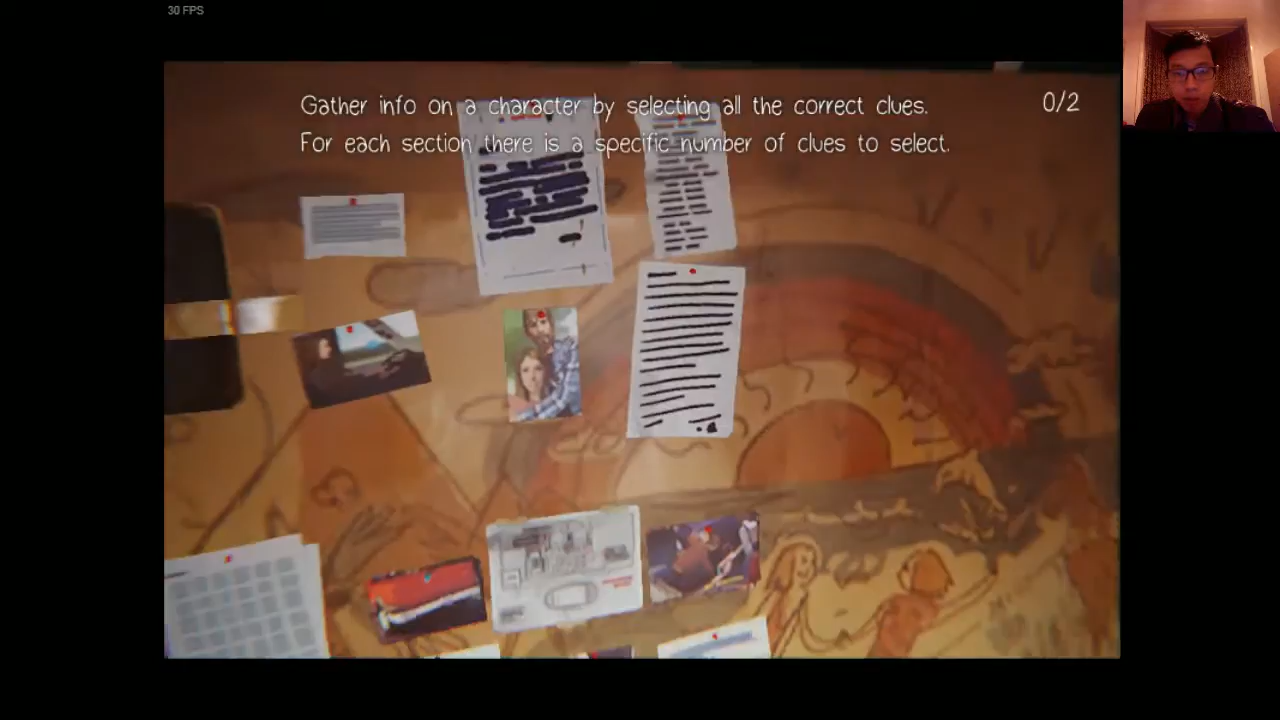 30 FPS
Gather info on a character by selecting all the correct clues.
0/2
For each section there is a specific number of clues to select.